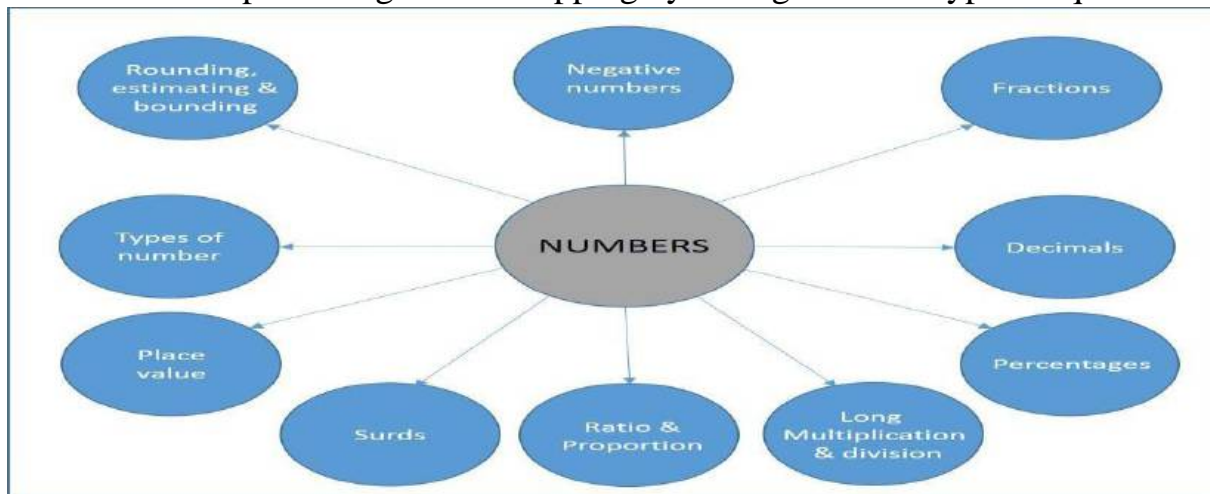 Rounding,
estimating &
bounding
Negative
numbers
Fractions
Types of
number
NUMBERS
Decimals
Place
value
Percentages
Surds
Ratio &
Proportion
Long
Multiplication
& division